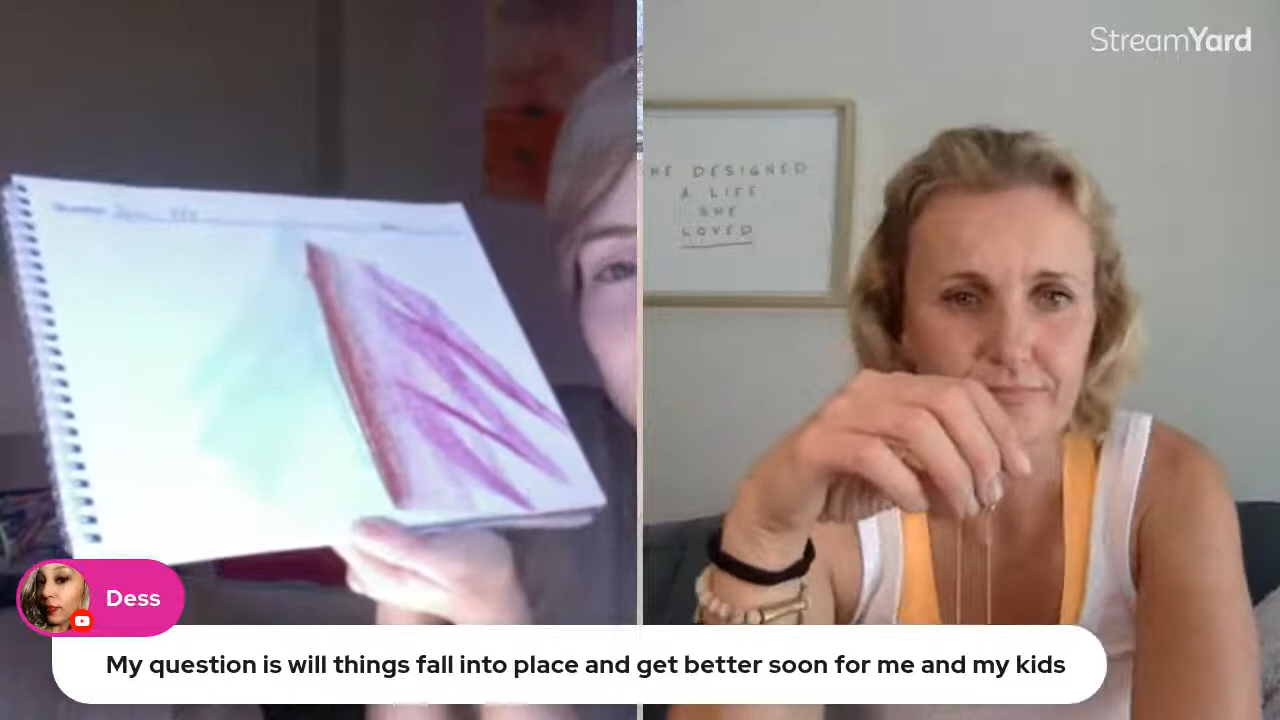 StreamYard
HE DESIGNED
A LIFE
SHE
LOVED
Dess
My question is will things fall into place and get better soon for me and my kids